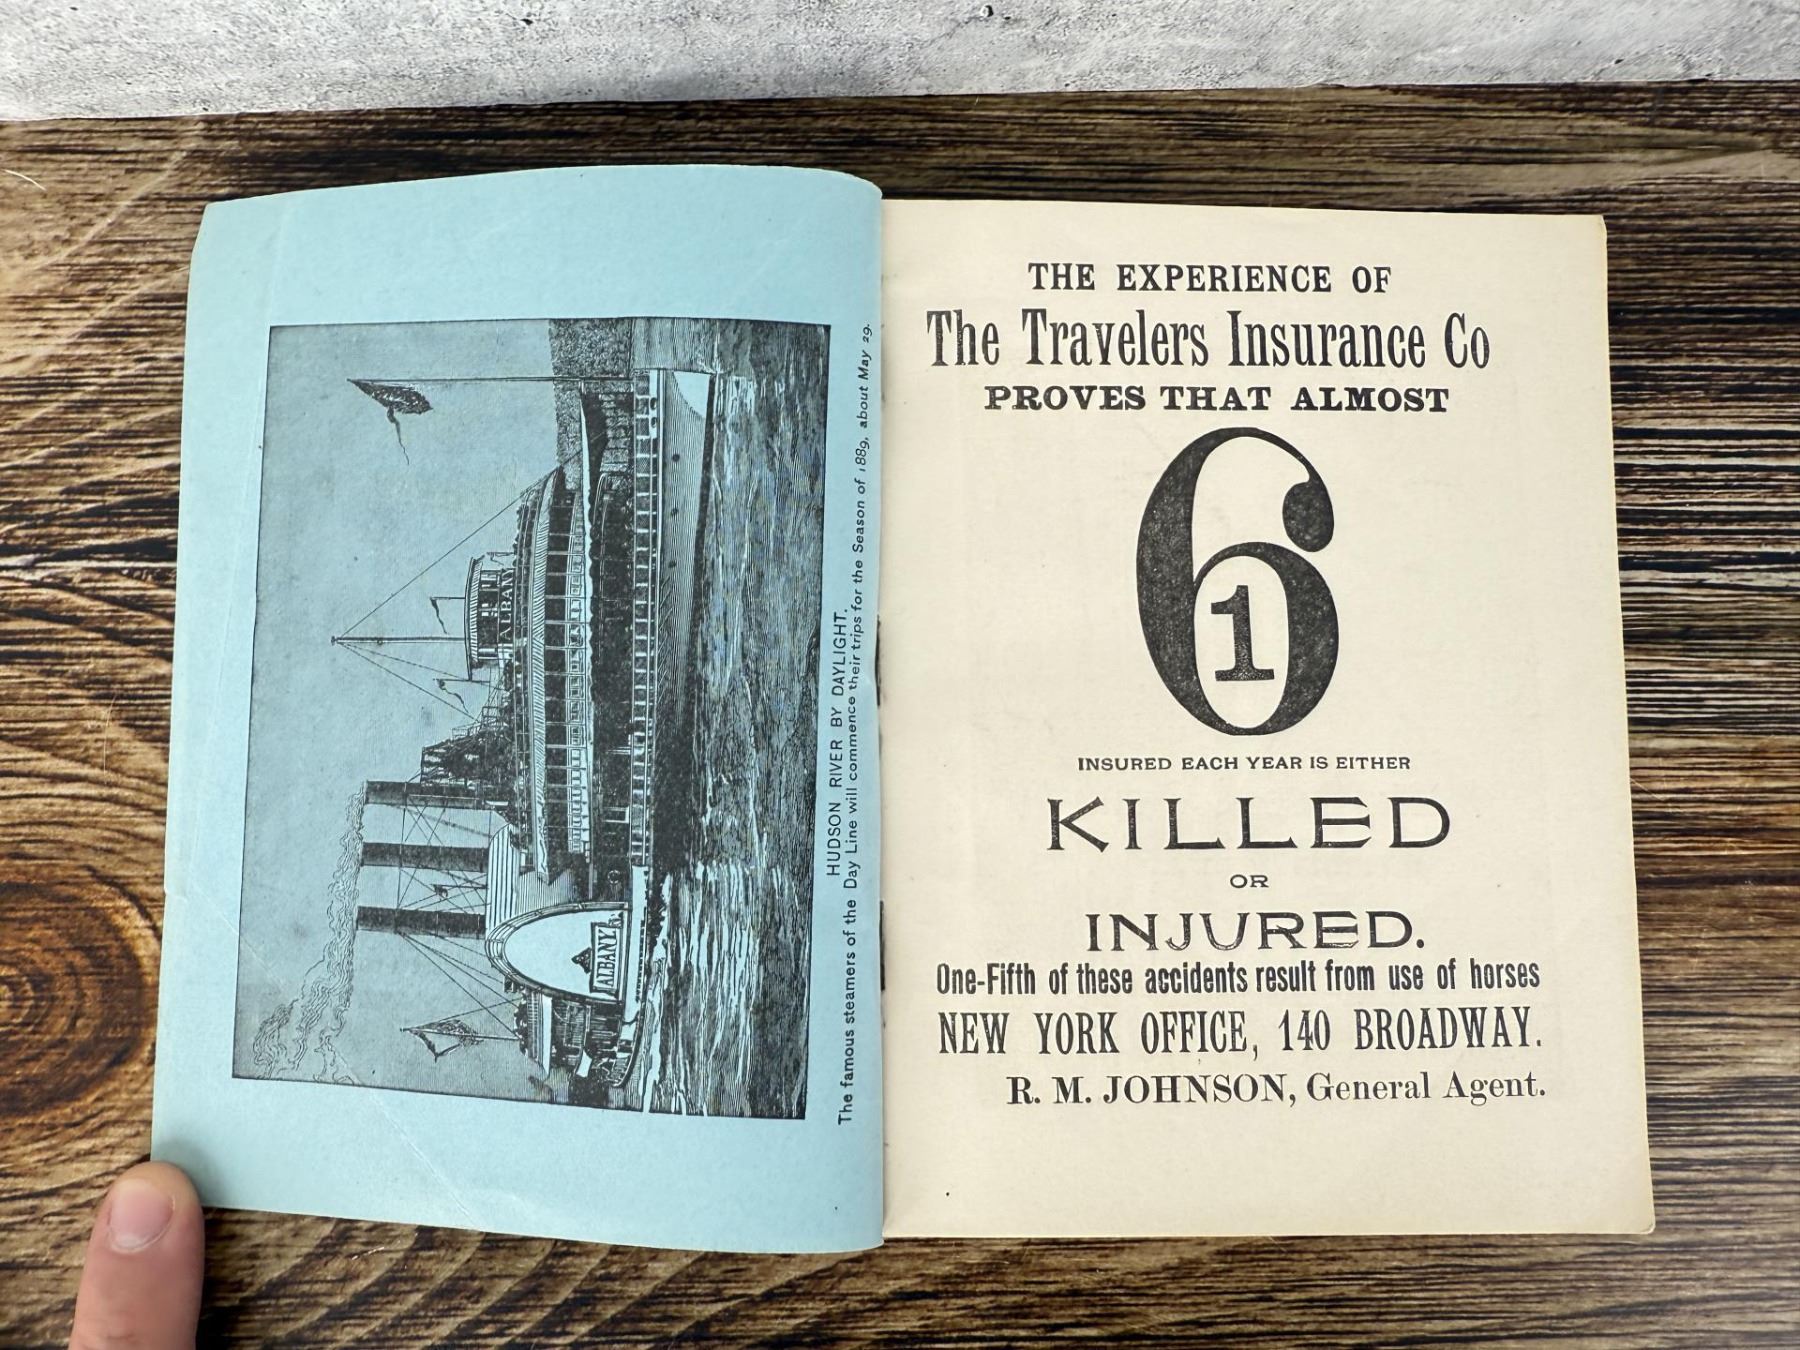 ALBANY
ALBANY
HUDSON RIVER BY DAYLIGHT.
The famous steamers of the Day Line will commence their trips for the Season of 1889, about May 29.
THE EXPERIENCE OF
The Travelers Insurance Co
PROVES THAT ALMOST
6
1
INSURED EACH YEAR IS EITHER
KILLED
OR
INJURED.
One-Fifth of these accidents result from use of horses
NEW YORK OFFICE, 140 BROADWAY.
R. M. JOHNSON, General Agent.